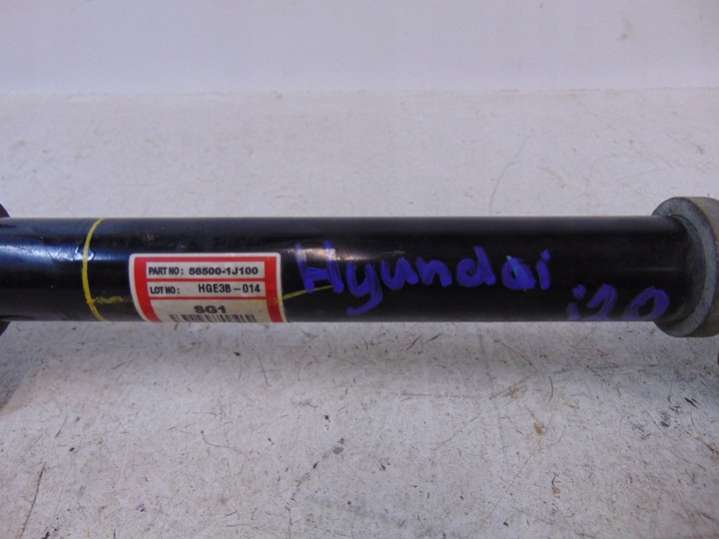 PART NO : 56500-1J100
LOT NO : HGE3B-014
SG1
Hyundai
i20